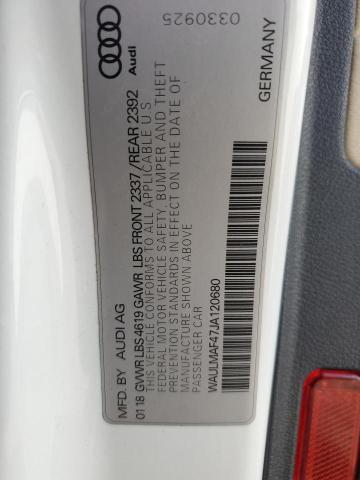 MFD. BY AUDI AG
01 18 GVWR LBS 4619 GAWR LBS FRONT 2337 / REAR 2392
THIS VEHICLE CONFORMS TO ALL APPLICABLE U S
FEDERAL MOTOR VEHICLE SAFETY, BUMPER AND THEFT
PREVENTION STANDARDS IN EFFECT ON THE DATE OF
MANUFACTURE SHOWN ABOVE
PASSENGER CAR
WAULMAF47JA120680
GERMANY
Audi
0330925